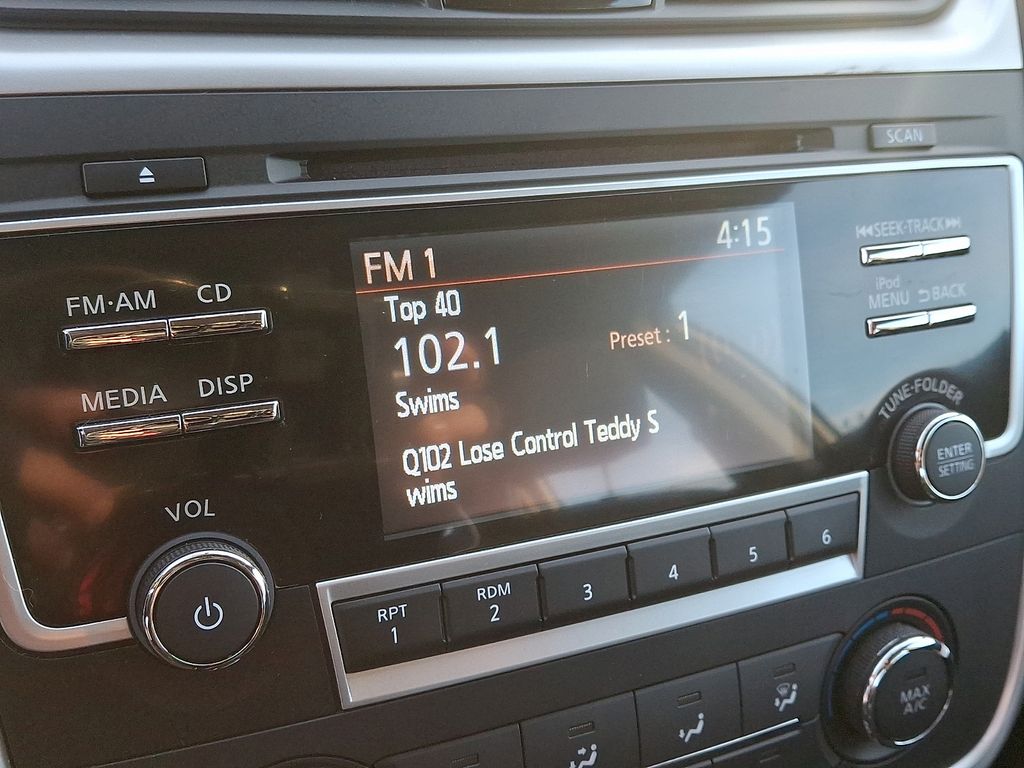 SCAN
FM 1 4:15
Top 40
102.1 Preset : 1
Swims
Q102 Lose Control Teddy S
wims
FM·AM CD
MEDIA DISP
VOL
SEEK·TRACK
iPod
MENU BACK
TUNE·FOLDER
ENTER
SETTING
RPT
1
RDM
2
3
4
5
6
MAX
A/C